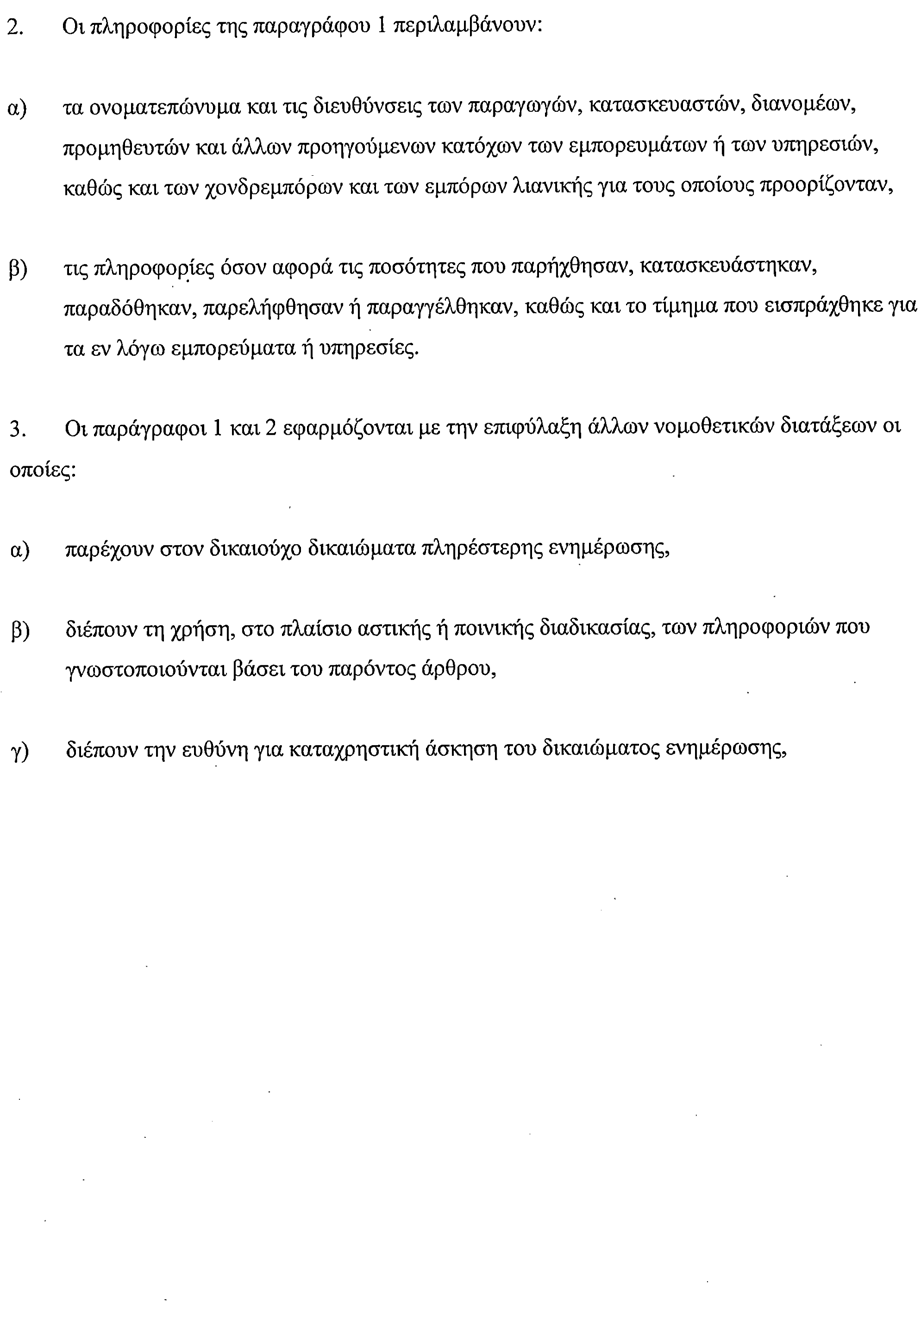 2. Οι πληροφορίες της παραγράφου 1 περιλαμβάνουν:
α) τα ονοματεπώνυμα και τις διευθύνσεις των παραγωγών, κατασκευαστών, διανομέων,
προμηθευτών και άλλων προηγούμενων κατόχων των εμπορευμάτων ή των υπηρεσιών,
καθώς και των χονδρεμπόρων και των εμπόρων λιανικής για τους οποίους προορίζονταν,
β) τις πληροφορίες όσον αφορά τις ποσότητες που παρήχθησαν, κατασκευάστηκαν,
παραδόθηκαν, παρελήφθησαν ή παραγγέλθηκαν, καθώς και το τίμημα που εισπράχθηκε για
τα εν λόγω εμπορεύματα ή υπηρεσίες.
3. Οι παράγραφοι 1 και 2 εφαρμόζονται με την επιφύλαξη άλλων νομοθετικών διατάξεων οι
οποίες:
α) παρέχουν στον δικαιούχο δικαιώματα πληρέστερης ενημέρωσης,
β) διέπουν τη χρήση, στο πλαίσιο αστικής ή ποινικής διαδικασίας, των πληροφοριών που
γνωστοποιούνται βάσει του παρόντος άρθρου,
γ) διέπουν την ευθύνη για καταχρηστική άσκηση του δικαιώματος ενημέρωσης,